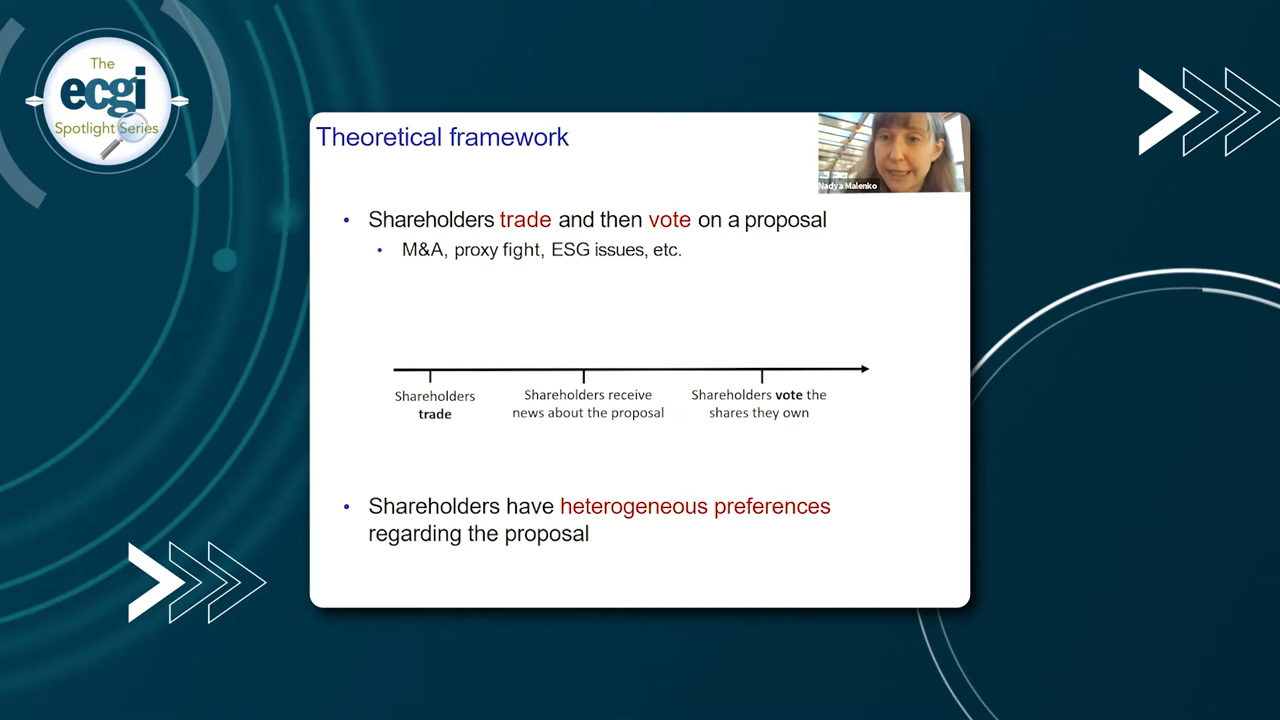 The
ecgi
Spotlight Series
Theoretical framework
Nadya Malenko
• Shareholders trade and then vote on a proposal
• M&A, proxy fight, ESG issues, etc.
Shareholders
trade
Shareholders receive
news about the proposal
Shareholders vote the
shares they own
• Shareholders have heterogeneous preferences
regarding the proposal